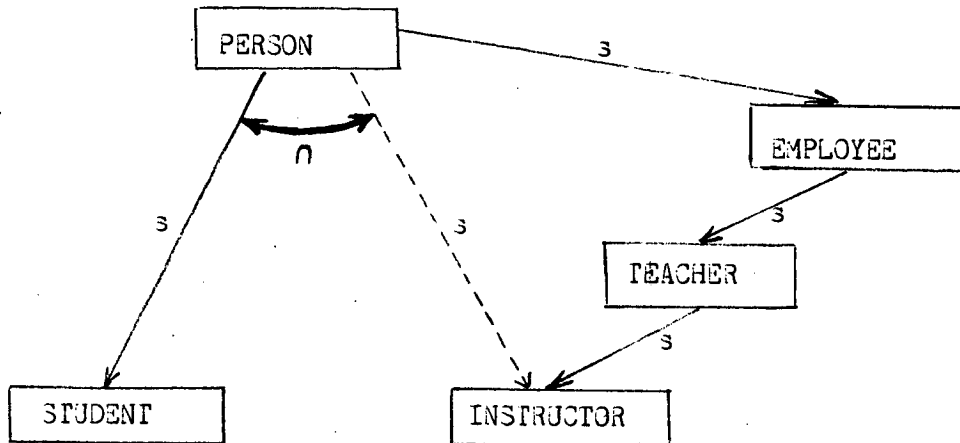 PERSON
s
EMPLOYEE
∩
s
s
s
TEACHER
s
STUDENT
INSTRUCTOR